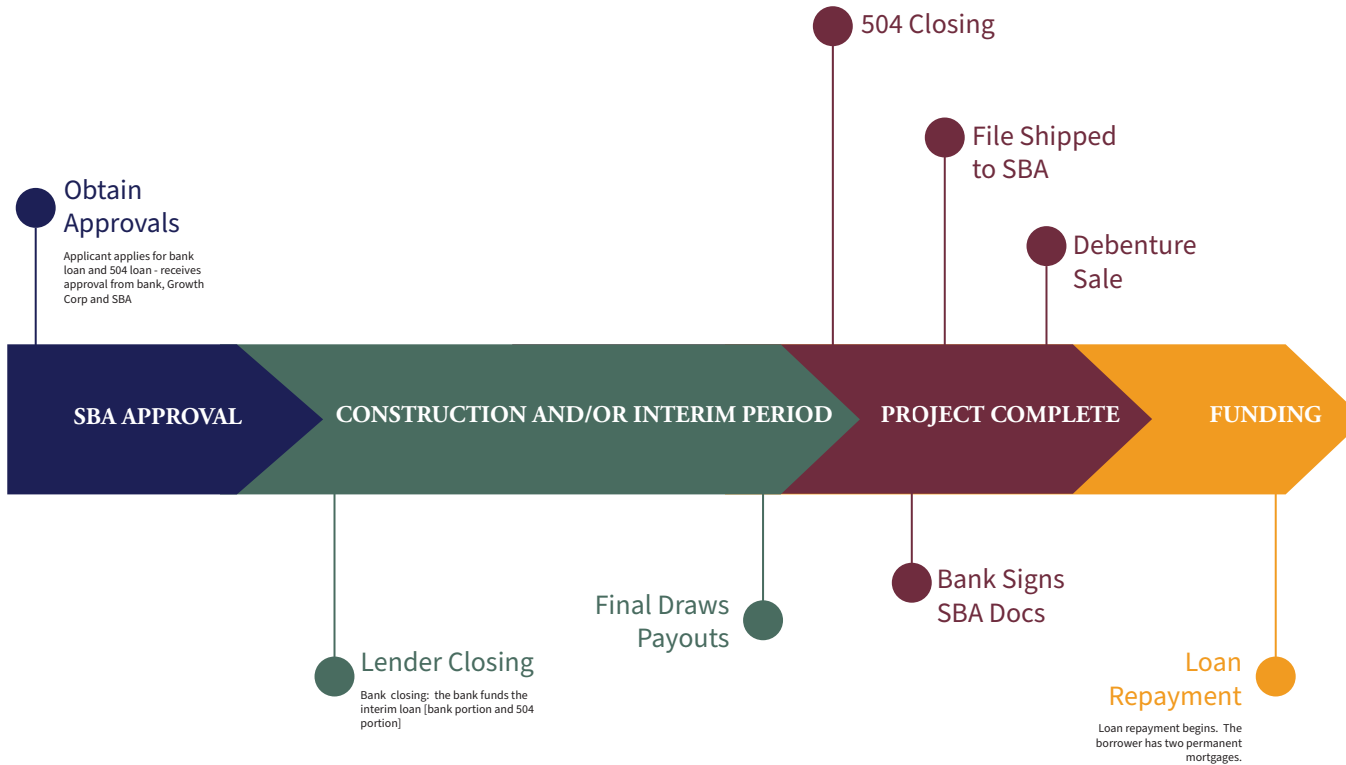 504 Closing
File Shipped
to SBA
Obtain
Approvals
Applicant applies for bank
loan and 504 loan - receives
approval from bank, Growth
Corp and SBA
Debenture
Sale
SBA APPROVAL
CONSTRUCTION AND/OR INTERIM PERIOD
PROJECT COMPLETE
FUNDING
Bank Signs
SBA Docs
Final Draws
Payouts
Lender Closing
Bank closing: the bank funds the
interim loan [bank portion and 504
portion]
Loan
Repayment
Loan repayment begins. The
borrower has two permanent
mortgages.